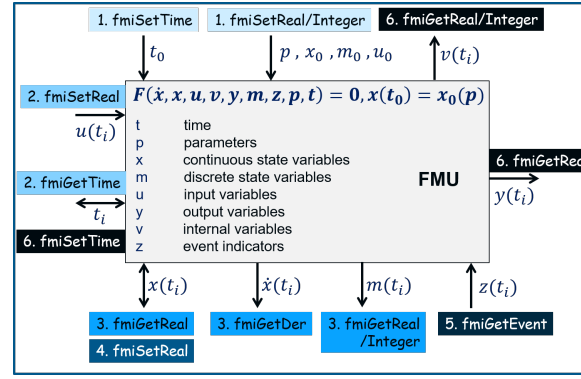 1. fmiSetTime
1. fmiSetReal/Integer
6. fmiGetReal/Integer
t₀
p , x₀ , m₀ , u₀
v(tᵢ)
2. fmiSetReal
F(ẋ, x, u, v, y, m, z, p, t) = 0, x(t₀) = x₀(p)
u(tᵢ)
t time
p parameters
x continuous state variables
m discrete state variables
u input variables
y output variables
v internal variables
z event indicators
FMU
6. fmiGetReal
y(tᵢ)
2. fmiGetTime
tᵢ
6. fmiSetTime
x(tᵢ)
ẋ(tᵢ)
m(tᵢ)
z(tᵢ)
3. fmiGetReal
3. fmiGetDer
3. fmiGetReal
/Integer
5. fmiGetEvent
4. fmiSetReal